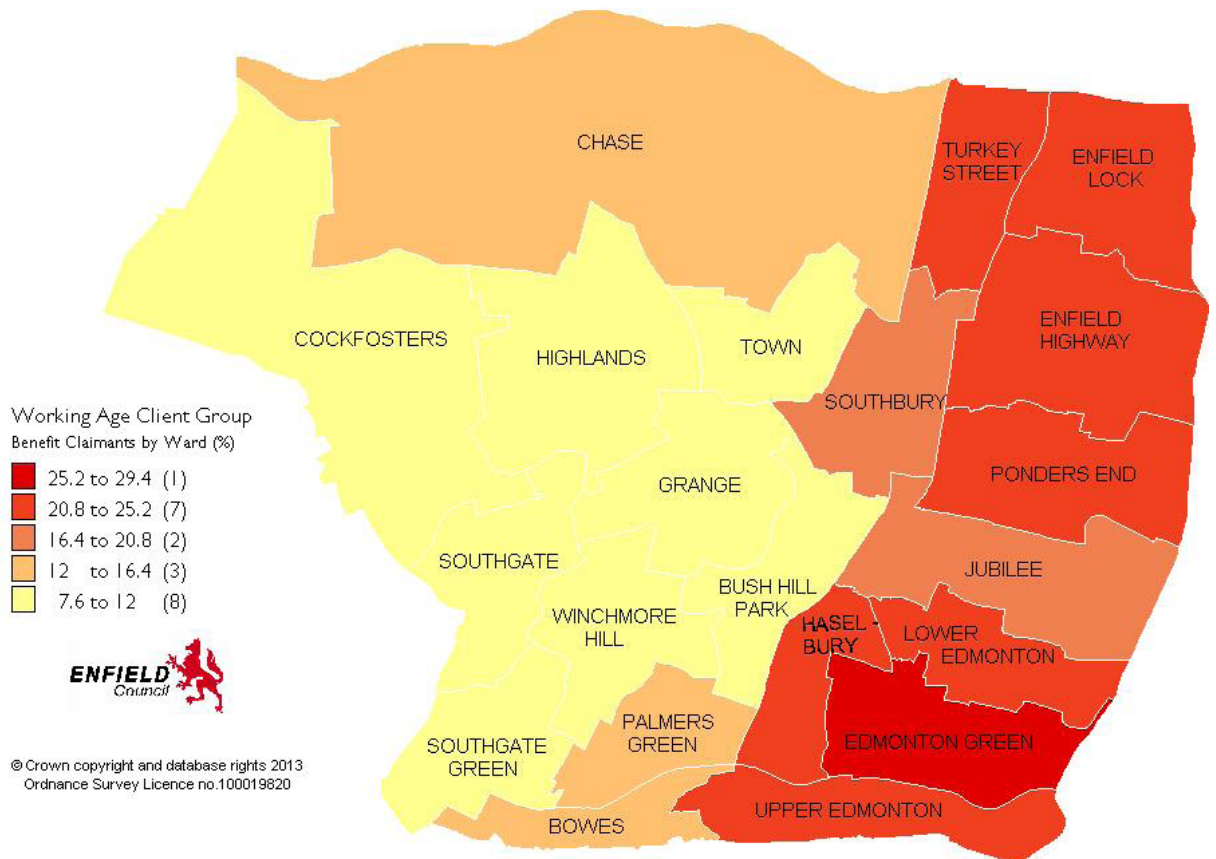 CHASE
TURKEY
STREET
ENFIELD
LOCK
COCKFOSTERS
HIGHLANDS
TOWN
ENFIELD
HIGHWAY
SOUTHBURY
Working Age Client Group
Benefit Claimants by Ward (%)
25.2 to 29.4 (1)
20.8 to 25.2 (7)
16.4 to 20.8 (2)
12 to 16.4 (3)
7.6 to 12 (8)
GRANGE
PONDERS END
SOUTHGATE
JUBILEE
BUSH HILL
PARK
WINCHMORE
HILL
HASEL -
BURY
LOWER
EDMONTON
ENFIELD
Council
PALMERS
GREEN
EDMONTON GREEN
SOUTHGATE
GREEN
© Crown copyright and database rights 2013
Ordnance Survey Licence no.100019820
UPPER EDMONTON
BOWES